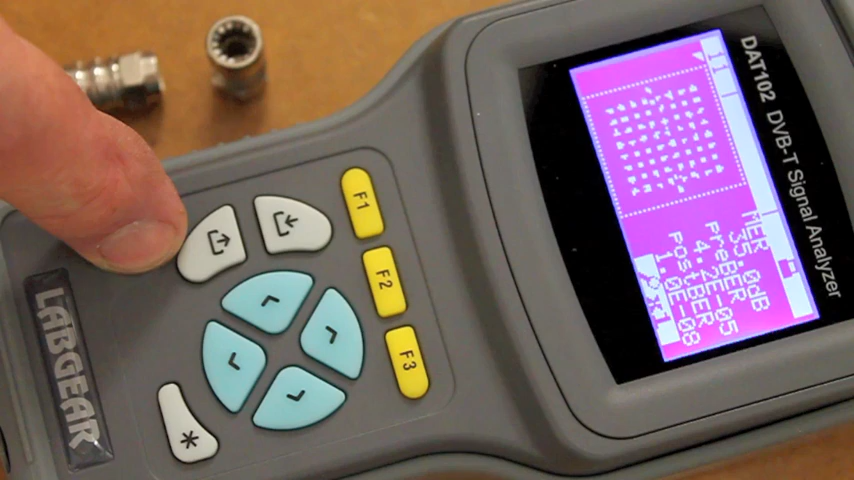 DAT102 DVB-T Signal Analyzer
MER
35.0dB
PreBER
4.2E-05
PostBER
1.0E-08
F1
F2
F3
*
LABGEAR